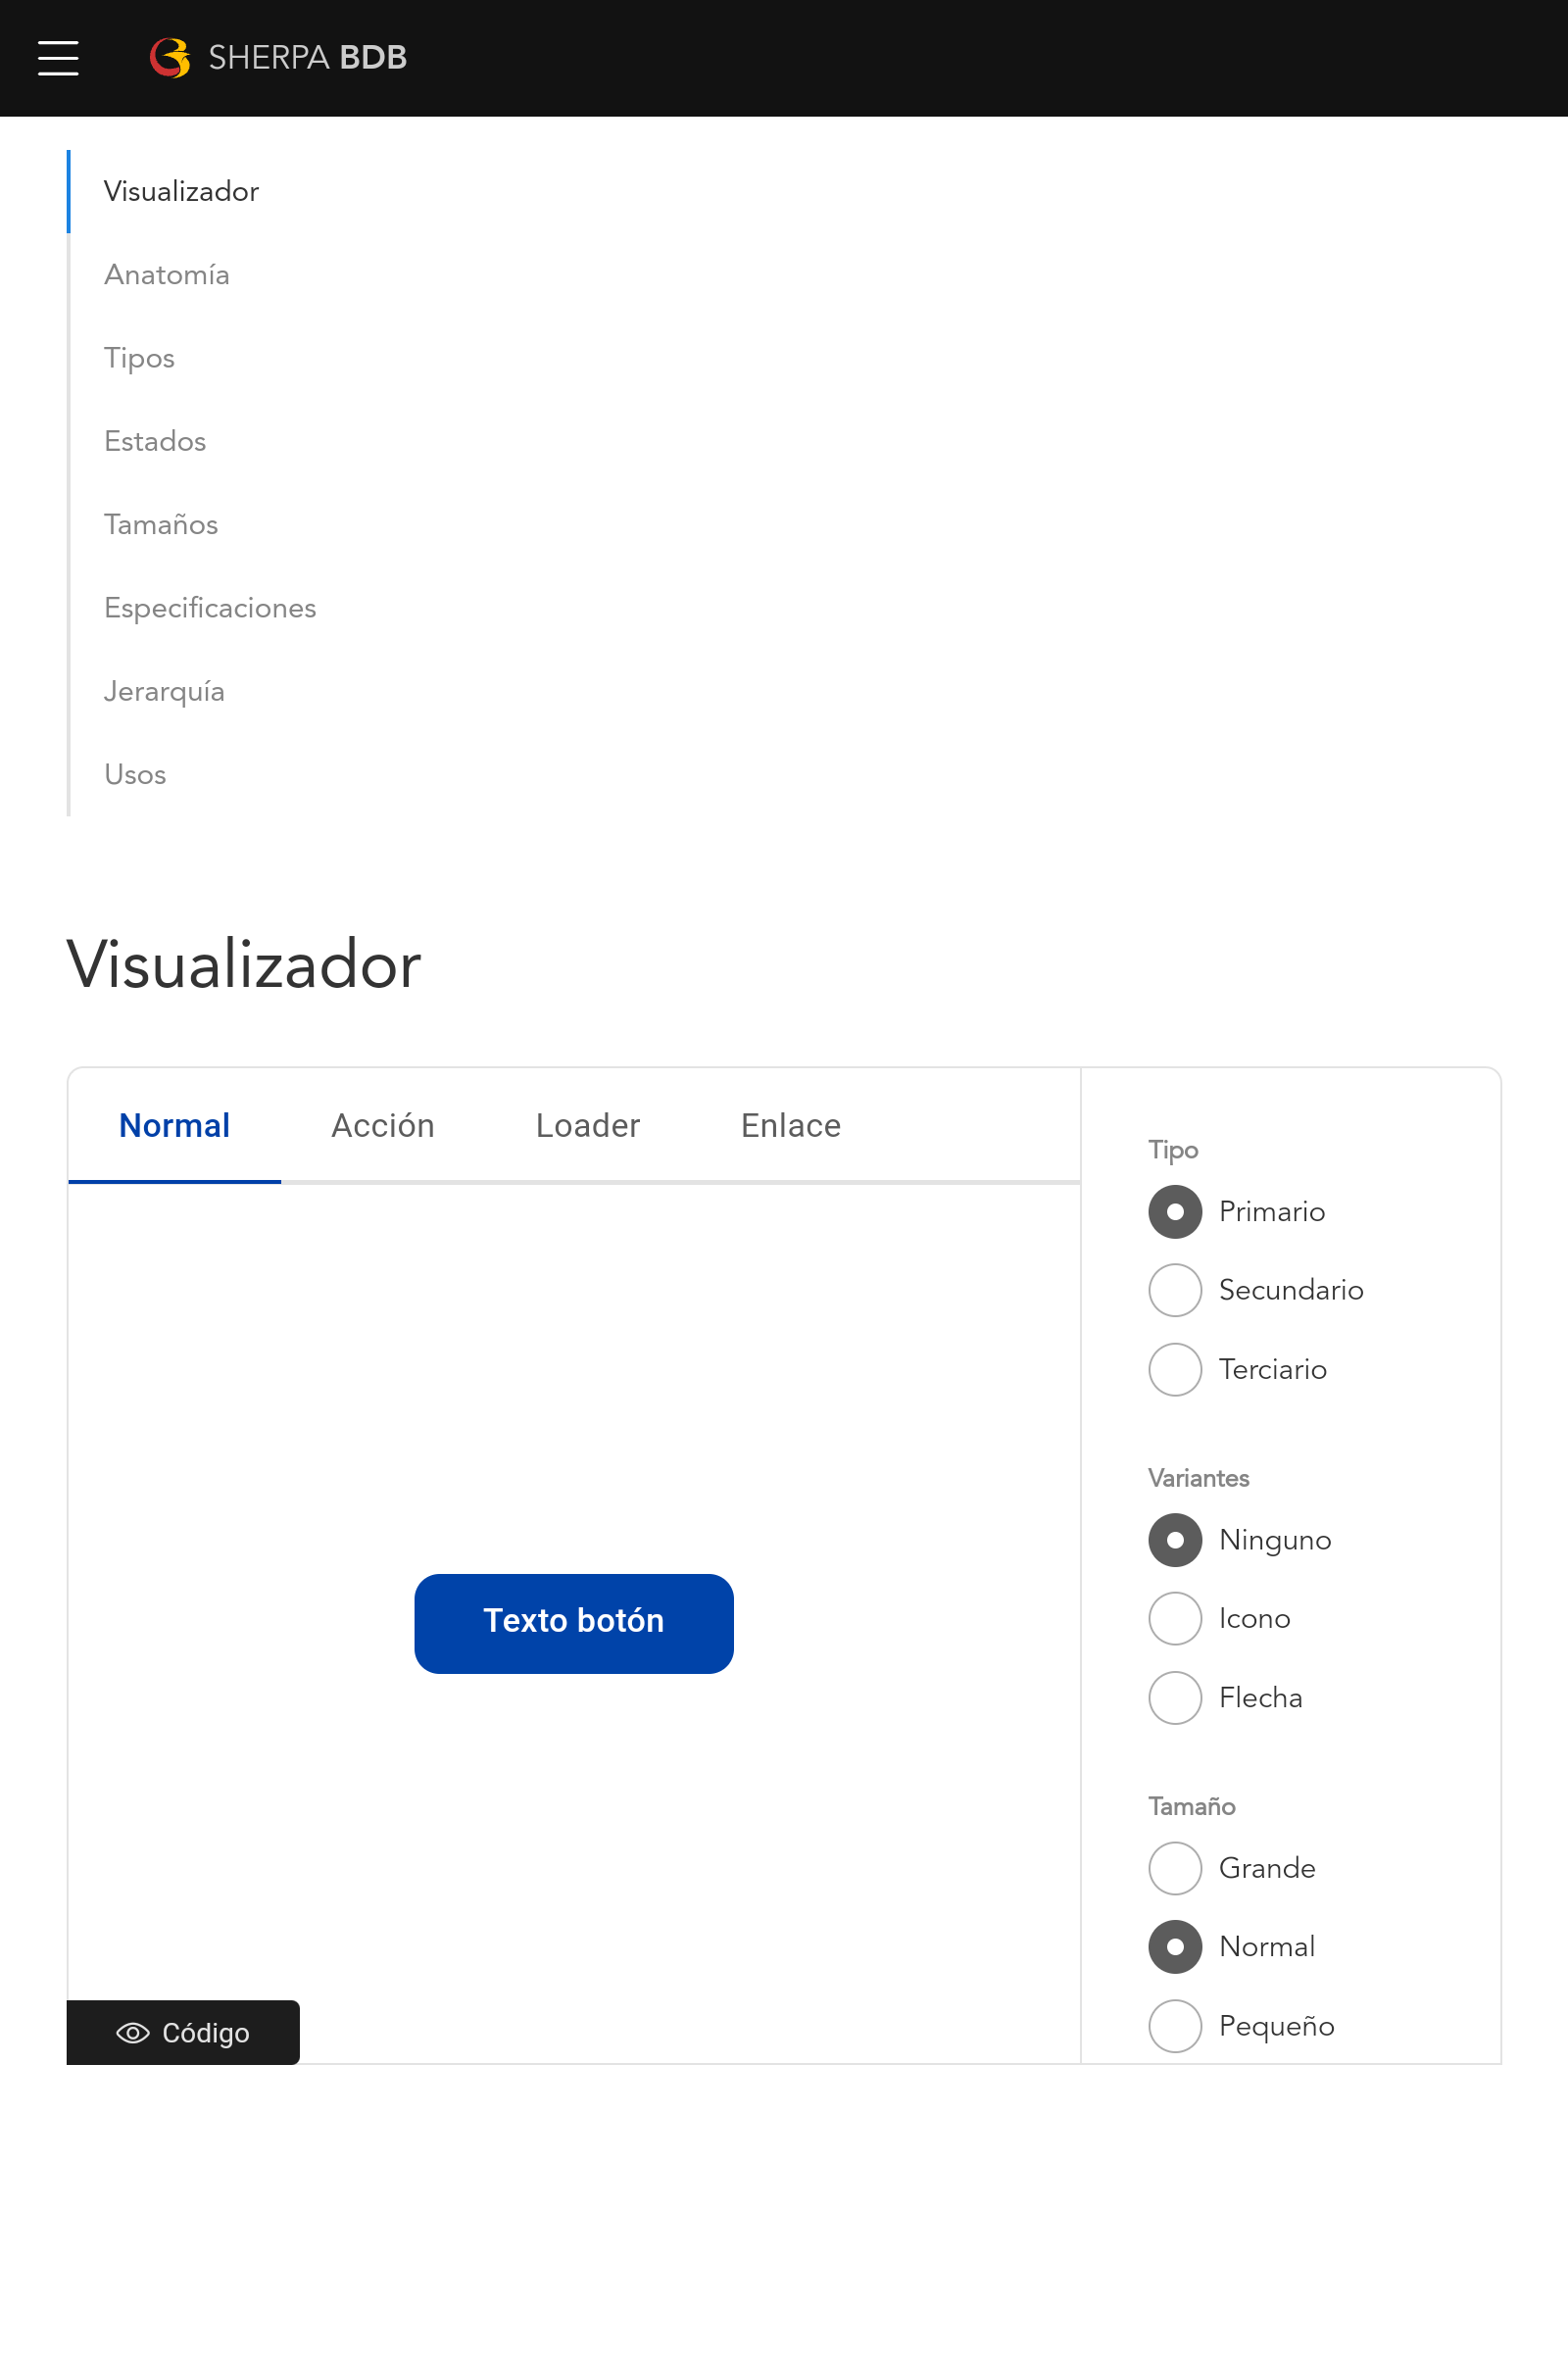 SHERPA BDB
Visualizador
Anatomía
Tipos
Estados
Tamaños
Especificaciones
Jerarquía
Usos
Visualizador
Normal
Acción
Loader
Enlace
Texto botón
Código
Tipo
Primario
Secundario
Terciario
Variantes
Ninguno
Icono
Flecha
Tamaño
Grande
Normal
Pequeño